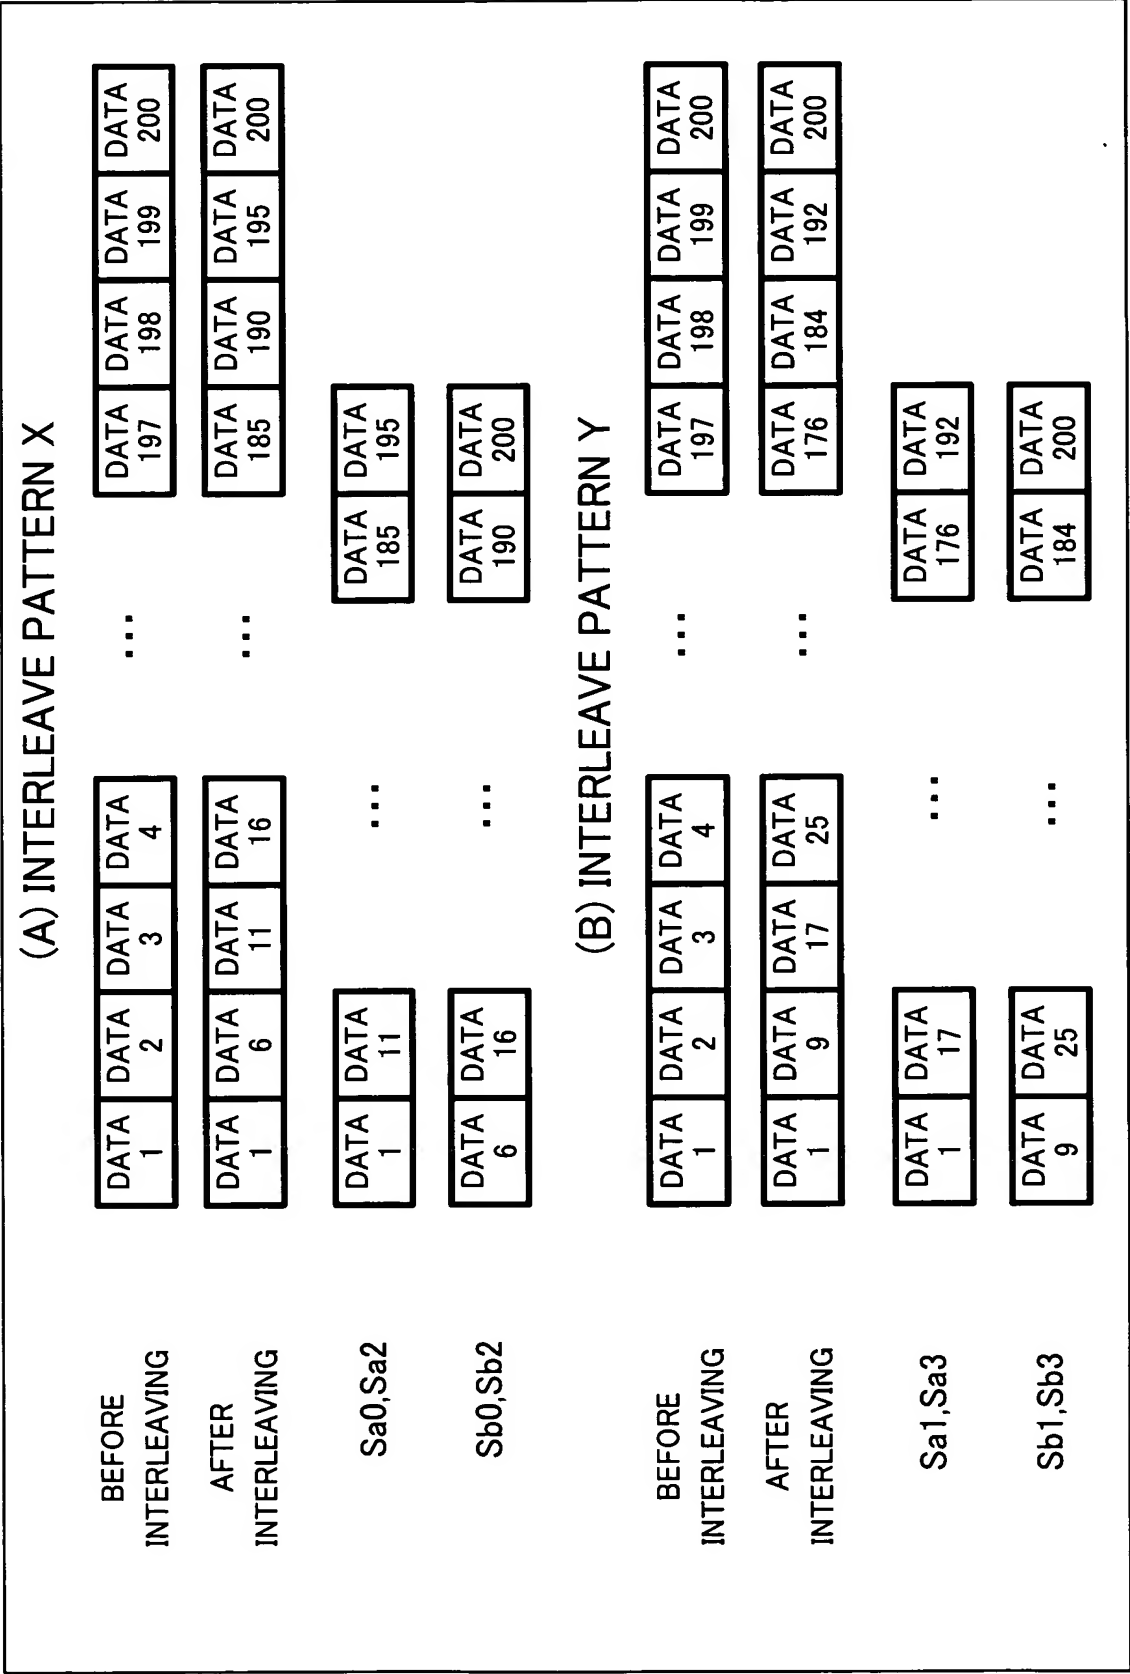 (A) INTERLEAVE PATTERN X
BEFORE INTERLEAVING
DATA 1 DATA 2 DATA 3 DATA 4 ... DATA 197 DATA 198 DATA 199 DATA 200
AFTER INTERLEAVING
DATA 1 DATA 6 DATA 11 DATA 16 ... DATA 185 DATA 190 DATA 195 DATA 200
Sa0,Sa2
DATA 1 DATA 11 ... DATA 185 DATA 195
Sb0,Sb2
DATA 6 DATA 16 ... DATA 190 DATA 200
(B) INTERLEAVE PATTERN Y
BEFORE INTERLEAVING
DATA 1 DATA 2 DATA 3 DATA 4 ... DATA 197 DATA 198 DATA 199 DATA 200
AFTER INTERLEAVING
DATA 1 DATA 9 DATA 17 DATA 25 ... DATA 176 DATA 184 DATA 192 DATA 200
Sa1,Sa3
DATA 1 DATA 17 ... DATA 176 DATA 192
Sb1,Sb3
DATA 9 DATA 25 ... DATA 184 DATA 200